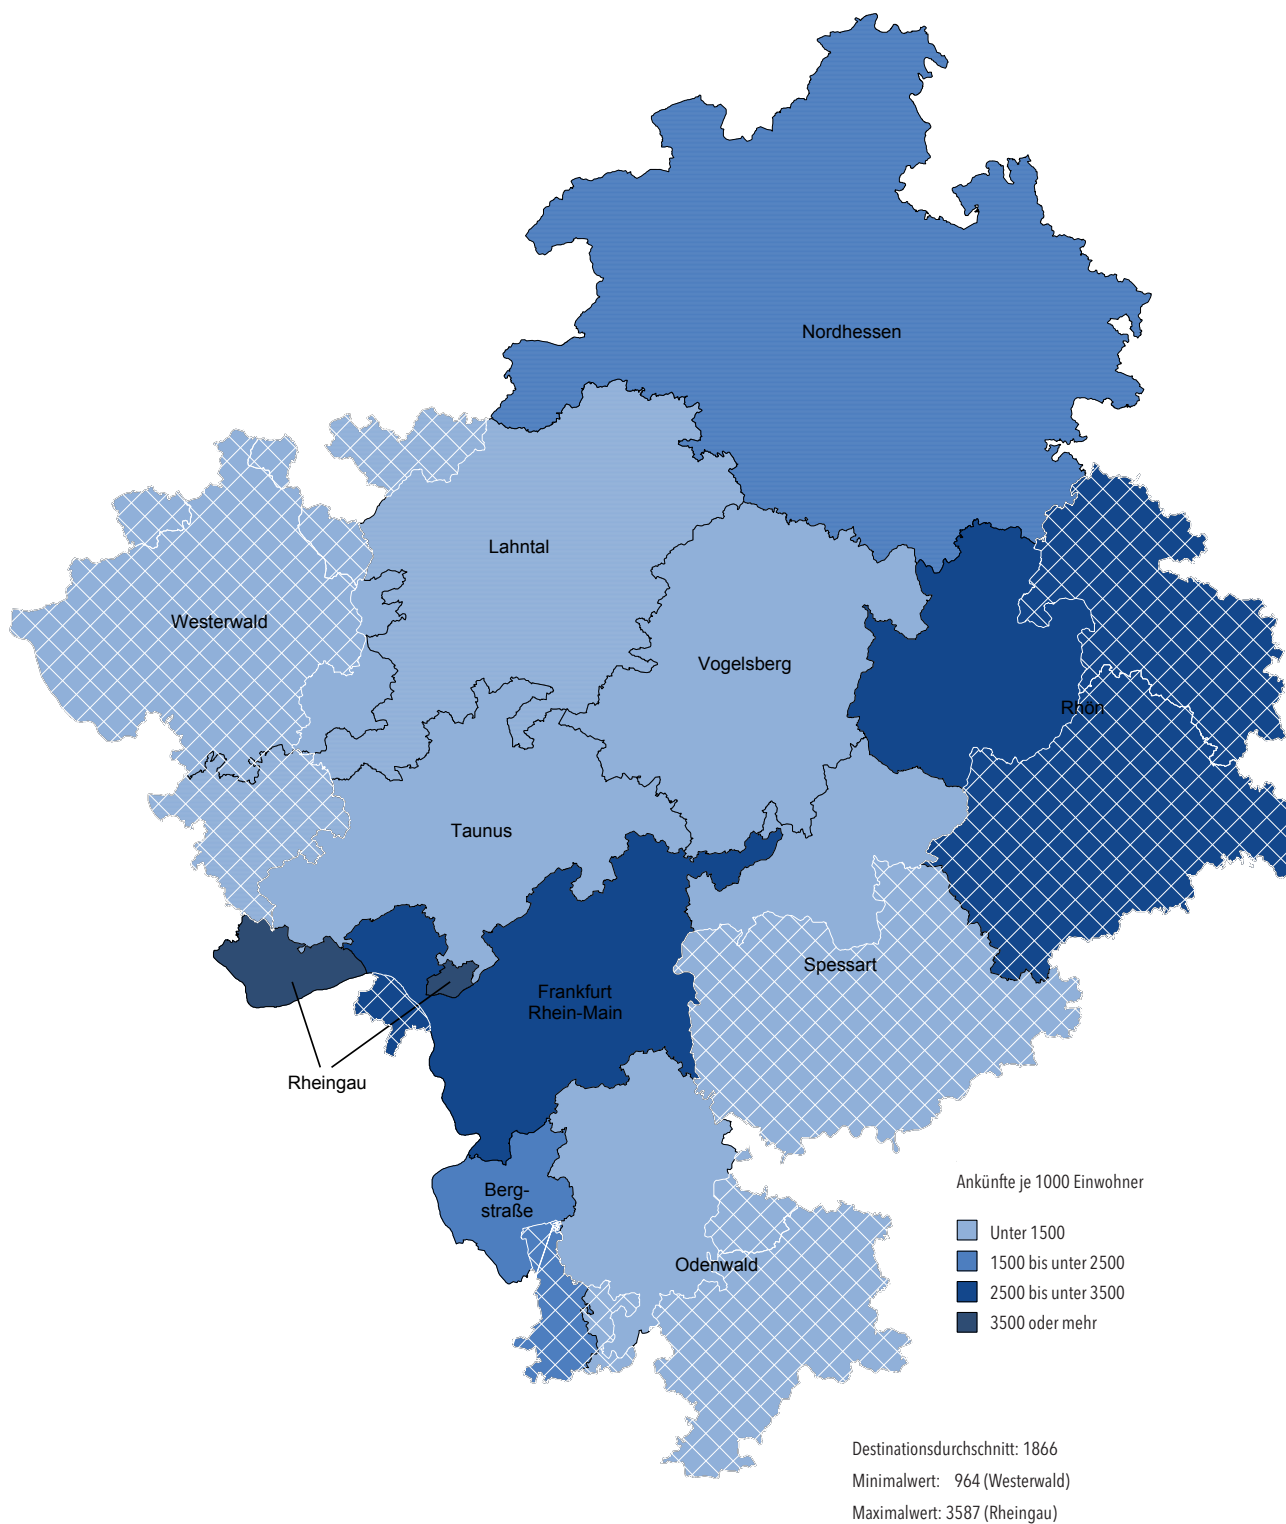 Nordhessen
Lahntal
Westerwald
Vogelsberg
Rhön
Taunus
Spessart
Frankfurt
Rhein-Main
Rheingau
Berg-
straße
Odenwald
Ankünfte je 1000 Einwohner
Unter 1500
1500 bis unter 2500
2500 bis unter 3500
3500 oder mehr
Destinationsdurchschnitt: 1866
Minimalwert: 964 (Westerwald)
Maximalwert: 3587 (Rheingau)